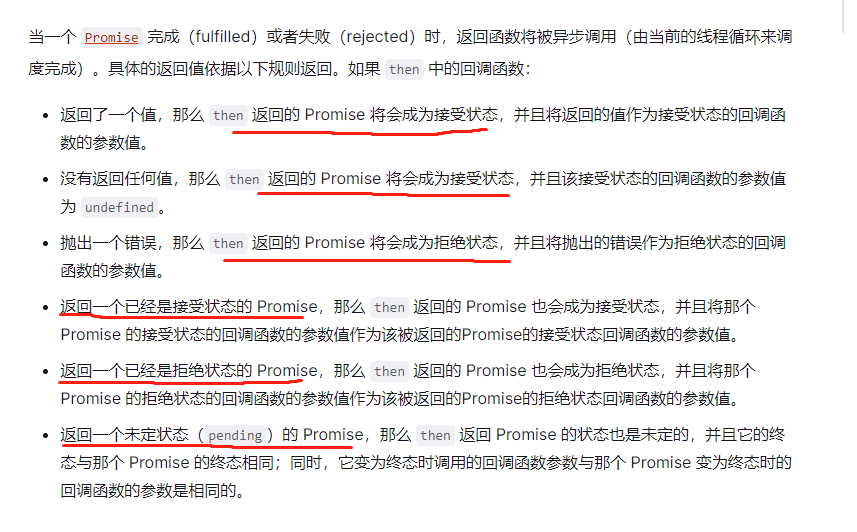 当一个 Promise 完成（fulfilled）或者失败（rejected）时，返回函数将被异步调用（由当前的线程循环来调
度完成）。具体的返回值依据以下规则返回。如果 then 中的回调函数：
• 返回了一个值，那么 then 返回的 Promise 将会成为接受状态，并且将返回的值作为接受状态的回调函
数的参数值。
• 没有返回任何值，那么 then 返回的 Promise 将会成为接受状态，并且该接受状态的回调函数的参数值
为 undefined。
• 抛出一个错误，那么 then 返回的 Promise 将会成为拒绝状态，并且将抛出的错误作为拒绝状态的回调
函数的参数值。
• 返回一个已经是接受状态的 Promise，那么 then 返回的 Promise 也会成为接受状态，并且将那个
Promise 的接受状态的回调函数的参数值作为该被返回的Promise的接受状态回调函数的参数值。
• 返回一个已经是拒绝状态的 Promise，那么 then 返回的 Promise 也会成为拒绝状态，并且将那个
Promise 的拒绝状态的回调函数的参数值作为该被返回的Promise的拒绝状态回调函数的参数值。
• 返回一个未定状态（pending）的 Promise，那么 then 返回 Promise 的状态也是未定的，并且它的终
态与那个 Promise 的终态相同；同时，它变为终态时调用的回调函数参数与那个 Promise 变为终态时的
回调函数的参数是相同的。